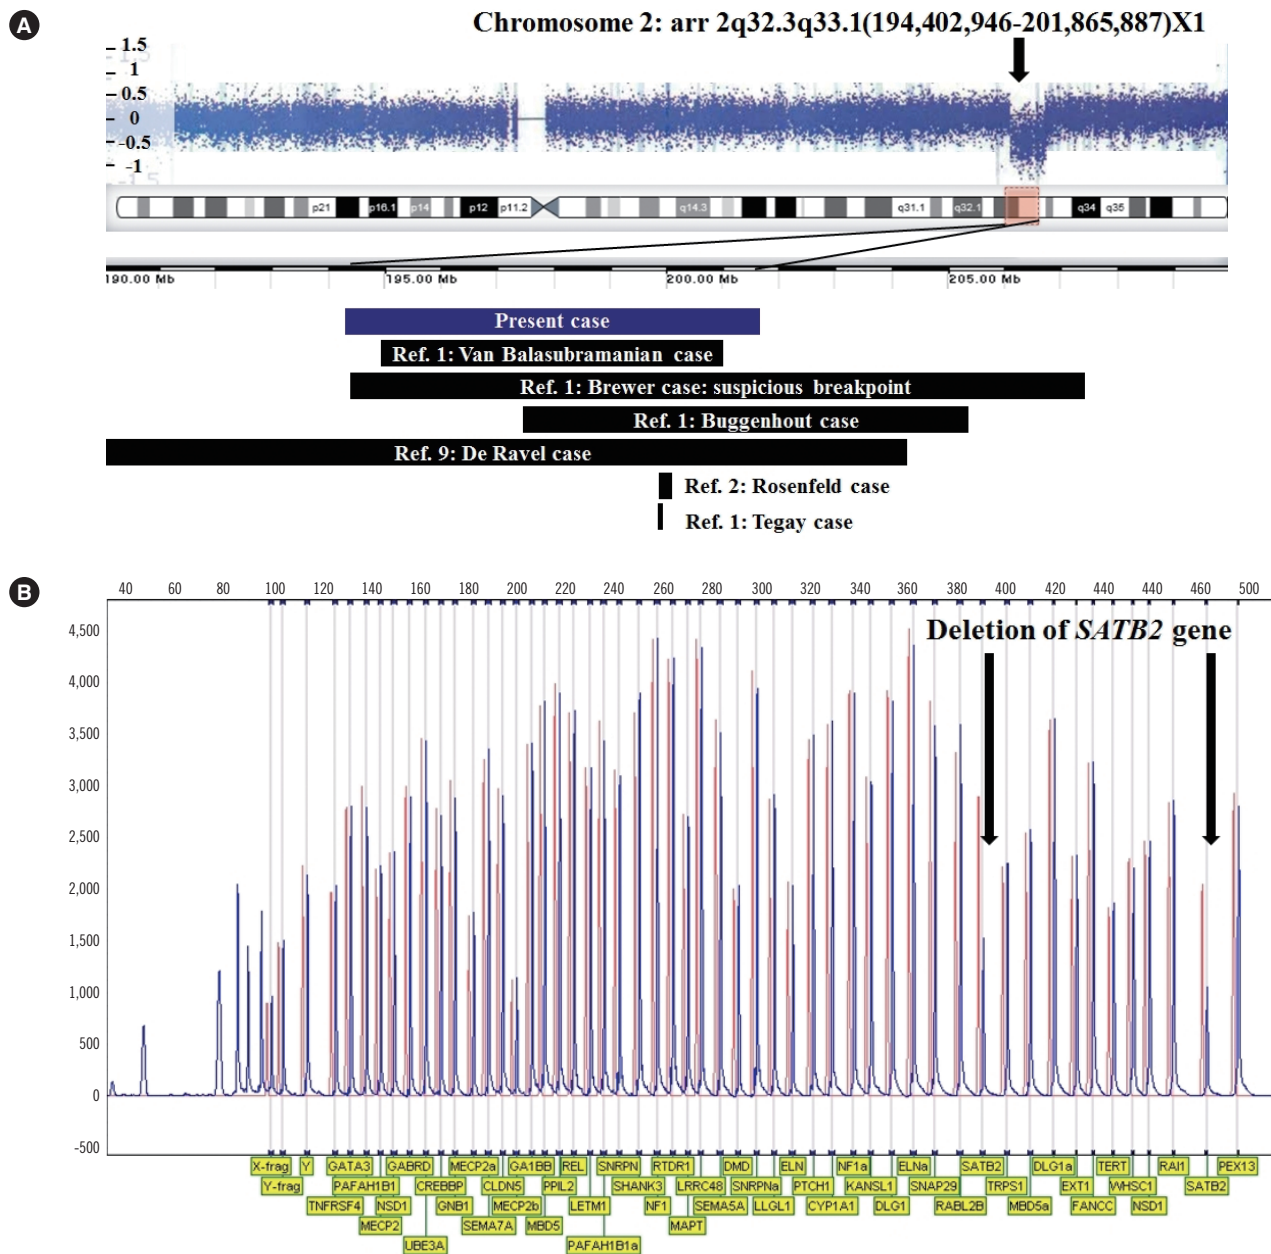 A
Chromosome 2: arr 2q32.3q33.1(194,402,946-201,865,887)X1
1.5
1
0.5
0
-0.5
-1
p21
p16.1
p14
p12
p11.2
q14.3
q31.1
q32.1
q34
q35
190.00 Mb
195.00 Mb
200.00 Mb
205.00 Mb
Present case
Ref. 1: Van Balasubramanian case
Ref. 1: Brewer case: suspicious breakpoint
Ref. 1: Buggenhout case
Ref. 9: De Ravel case
Ref. 2: Rosenfeld case
Ref. 1: Tegay case
B
40 60 80 100 120 140 160 180 200 220 240 260 280 300 320 340 360 380 400 420 440 440 460 500
Deletion of SATB2 gene
4,500
4,000
3,500
3,000
2,500
2,000
1,500
1,000
500
0
-500
X-frag Y GATA3 GABRD MECP2a GA1BB REL SNRPN RTDR1 DMD ELN NF1a ELNa SATB2 DLG1a TERT RAI1 PEX13
Y-frag PAFAH1B1 CREBBP CLDN5 PPIL2 SHANK3 LRRC48 SNRPNa PTCH1 KANSL1 SNAP29 TRPS1 EXT1 WHSC1 SATB2
TNFRSF4 NSD1 GNB1 MECP2b LETM1 NF1 SEMA5A LLGL1 CYP1A1 DLG1 RABL2B MBD5a FANCC NSD1
MECP2 SEMA7A MBD5 MAPT
UBE3A PAFAH1B1a